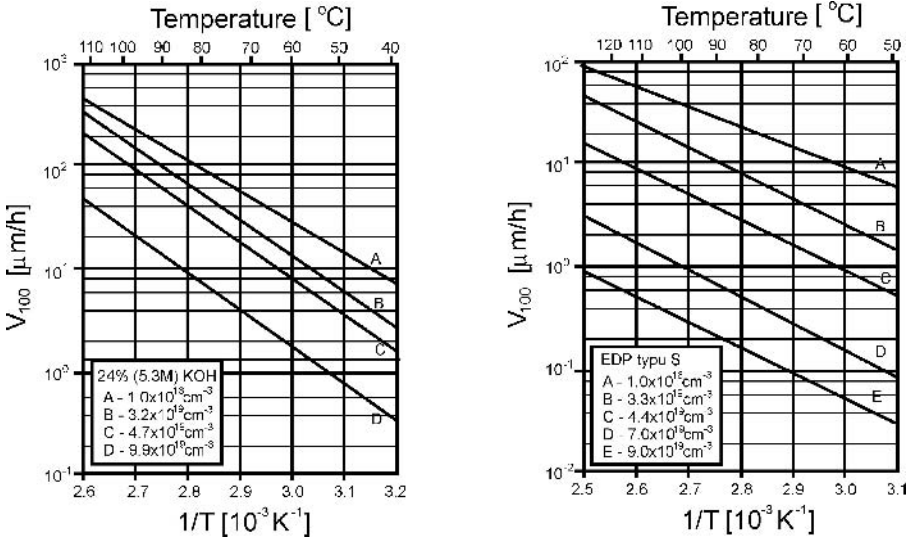 Temperature [ °C]
110 100 90 80 70 60 50 40
10³
10²
10¹
10⁰
10⁻¹
V₁₀₀ [μm/h]
A
B
C
D
24% (5.3M) KOH
A - 1.0x10¹⁸cm⁻³
B - 3.2x10¹⁹cm⁻³
C - 4.7x10¹⁹cm⁻³
D - 9.9x10¹⁹cm⁻³
2.6 2.7 2.8 2.9 3.0 3.1 3.2
1/T [10⁻³ K⁻¹]
Temperature [ °C]
120 110 100 90 80 70 60 50
10²
10¹
10⁰
10⁻¹
10⁻²
V₁₀₀ [μm/h]
A
B
C
D
E
EDP typu S
A - 1.0x10¹⁸cm⁻³
B - 3.3x10¹⁹cm⁻³
C - 4.4x10¹⁹cm⁻³
D - 7.0x10¹⁹cm⁻³
E - 9.0x10¹⁹cm⁻³
2.5 2.6 2.7 2.8 2.9 3.0 3.1
1/T [10⁻³ K⁻¹]